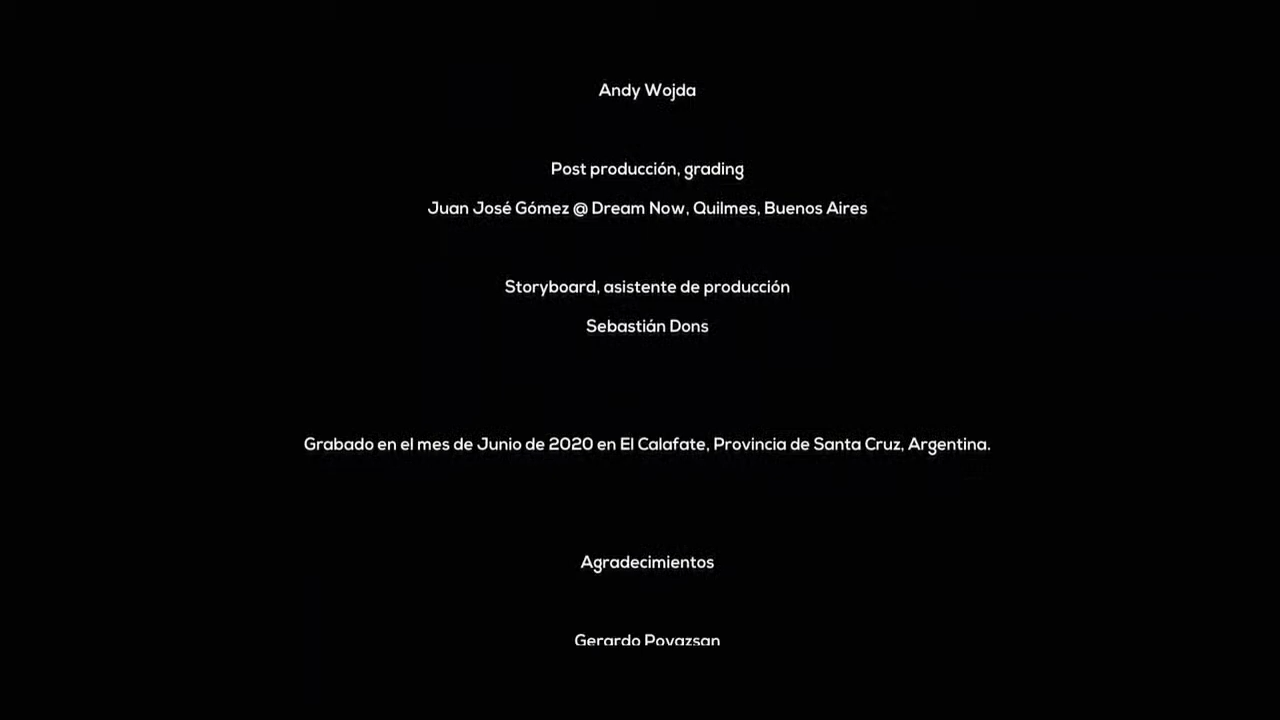 Andy Wojda
Post producción, grading
Juan José Gómez @ Dream Now, Quilmes, Buenos Aires
Storyboard, asistente de producción
Sebastián Dons
Grabado en el mes de Junio de 2020 en El Calafate, Provincia de Santa Cruz, Argentina.
Agradecimientos
Gerardo Povazsan